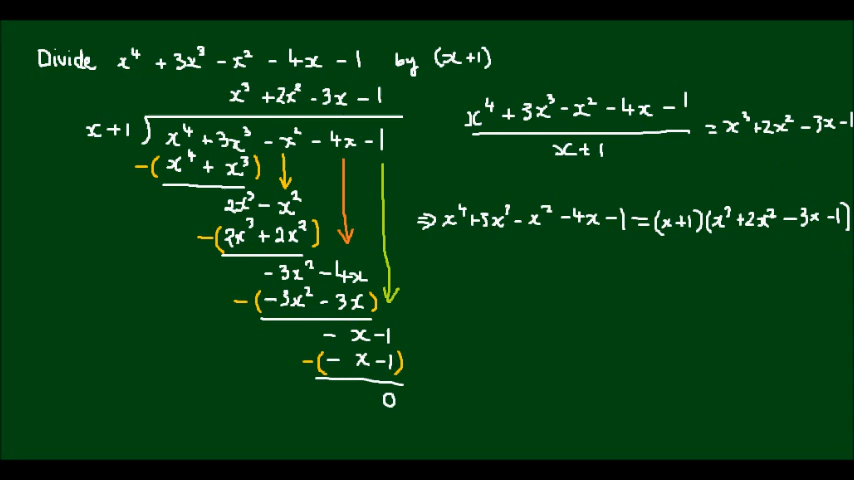 Divide x⁴ + 3x³ - x² - 4x - 1 by (x+1)
x³ + 2x² - 3x - 1
x+1 ) x⁴ + 3x³ - x² - 4x - 1
-(x⁴ + x³)
2x³ - x²
-(2x³ + 2x²)
-3x² - 4x
-(-3x² - 3x)
- x - 1
-(- x - 1)
0
x⁴ + 3x³ - x² - 4x - 1
x+1
= x³ + 2x² - 3x - 1
⇒ x⁴ + 3x³ - x² - 4x - 1 = (x+1)(x³ + 2x² - 3x - 1)